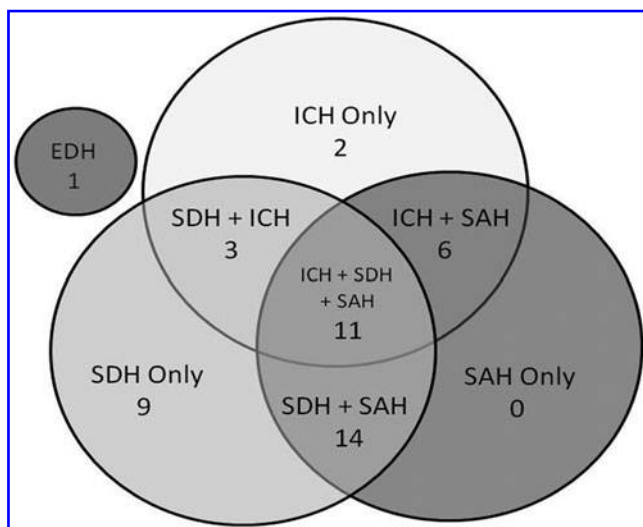 ICH Only
2
EDH
1
SDH + ICH
3
ICH + SAH
6
ICH + SDH
+ SAH
11
SDH Only
9
SDH + SAH
14
SAH Only
0